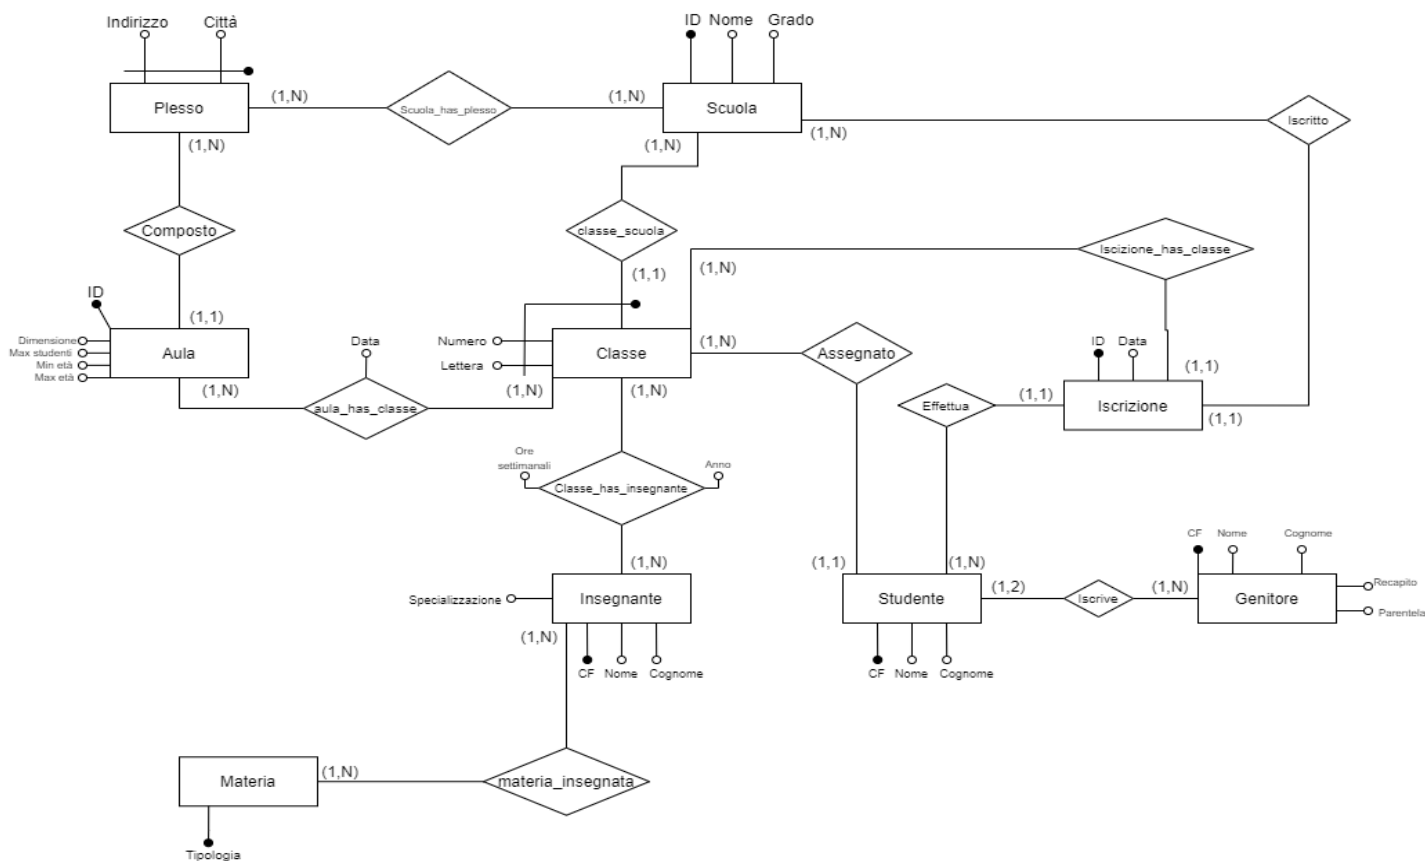 Indirizzo Città
ID Nome Grado
Plesso (1,N) Scuola_has_plesso (1,N) Scuola (1,N) Iscritto
(1,N) (1,N)
Composto classe_scuola Iscizione_has_classe
(1,N)
(1,1)
ID
(1,1)
Dimensione
Max studenti
Min età
Max età
Aula
Data
Numero
Lettera
Classe (1,N) Assegnato
ID Data (1,1)
(1,N) aula_has_classe (1,N) (1,N)
Effettua (1,1) Iscrizione (1,1)
Ore
settimanali
Classe_has_insegnante
Anno
(1,N)
(1,1) (1,N)
CF Nome Cognome
Specializzazione Insegnante
Studente (1,2) Iscrive (1,N) Genitore
Recapito
Parentela
(1,N)
CF Nome Cognome
CF Nome Cognome
Materia (1,N) materia_insegnata
Tipologia